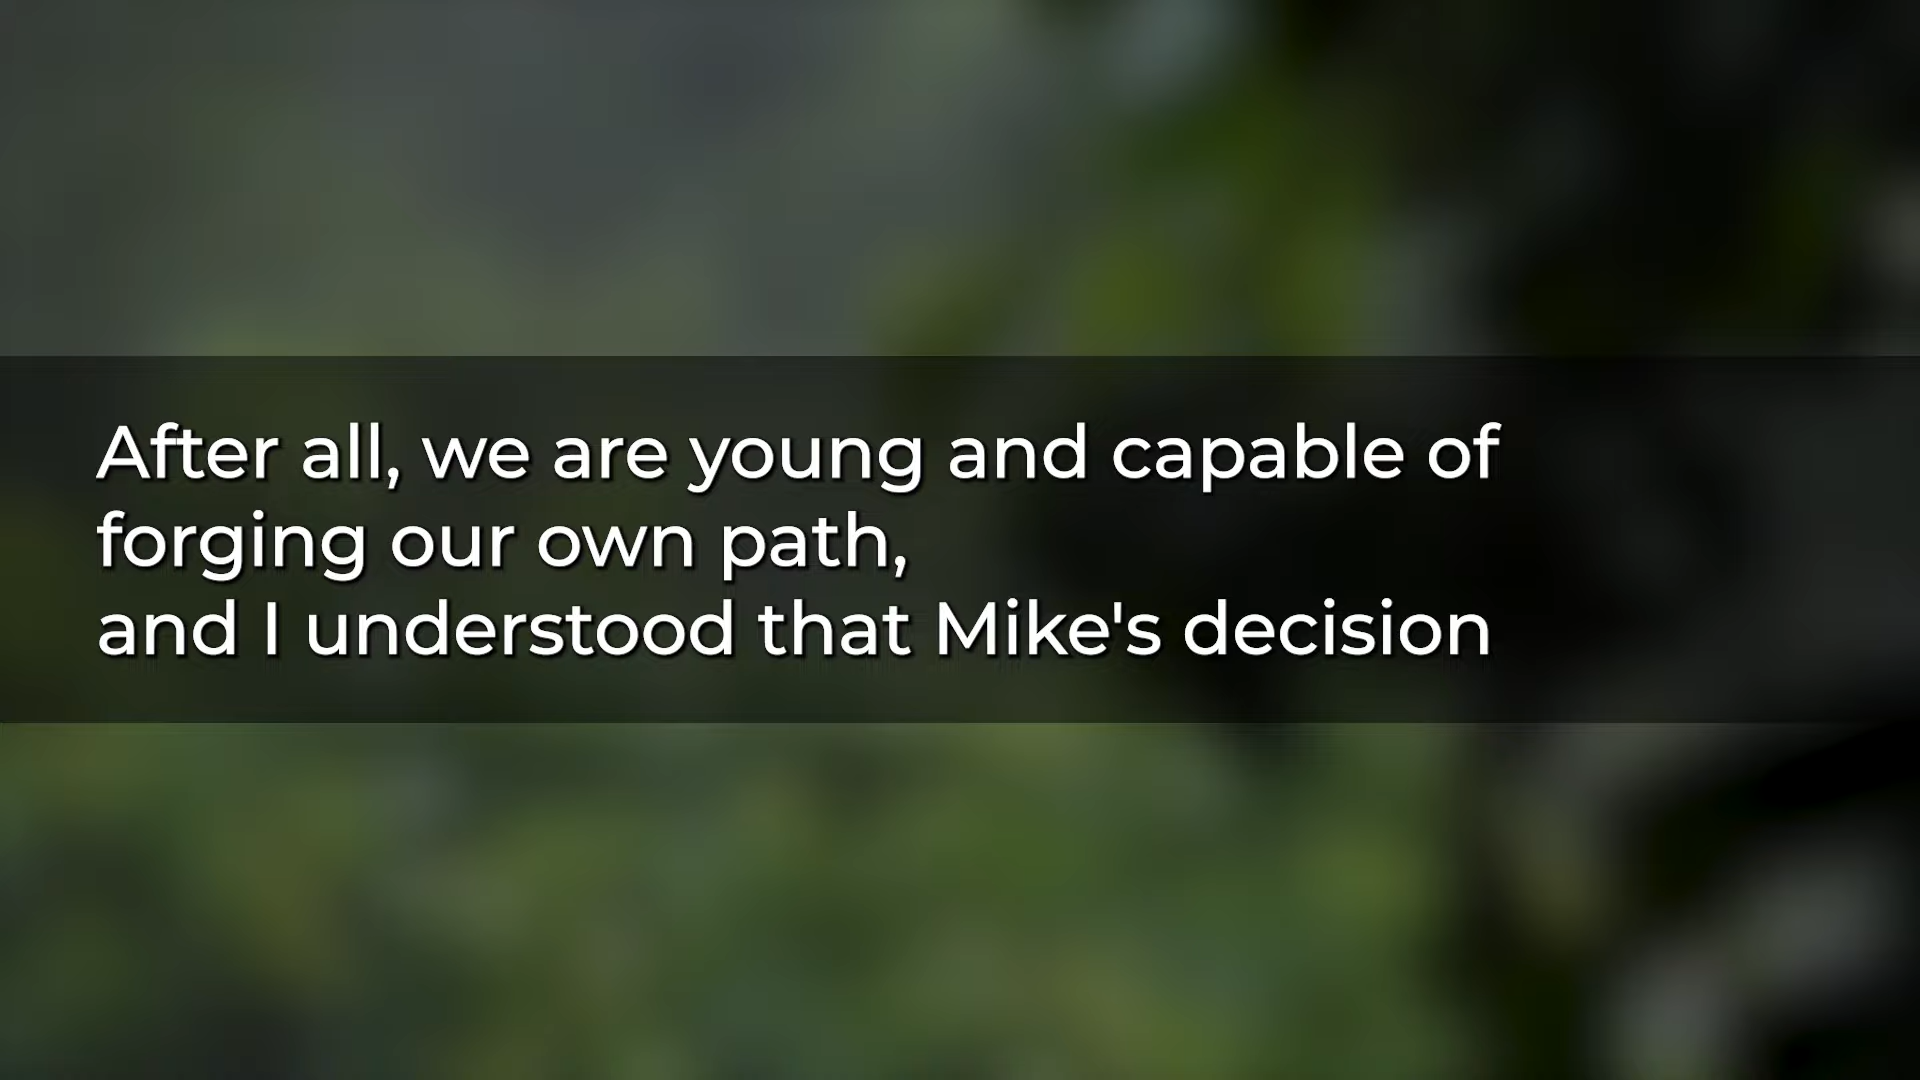 After all, we are young and capable of
forging our own path,
and I understood that Mike's decision